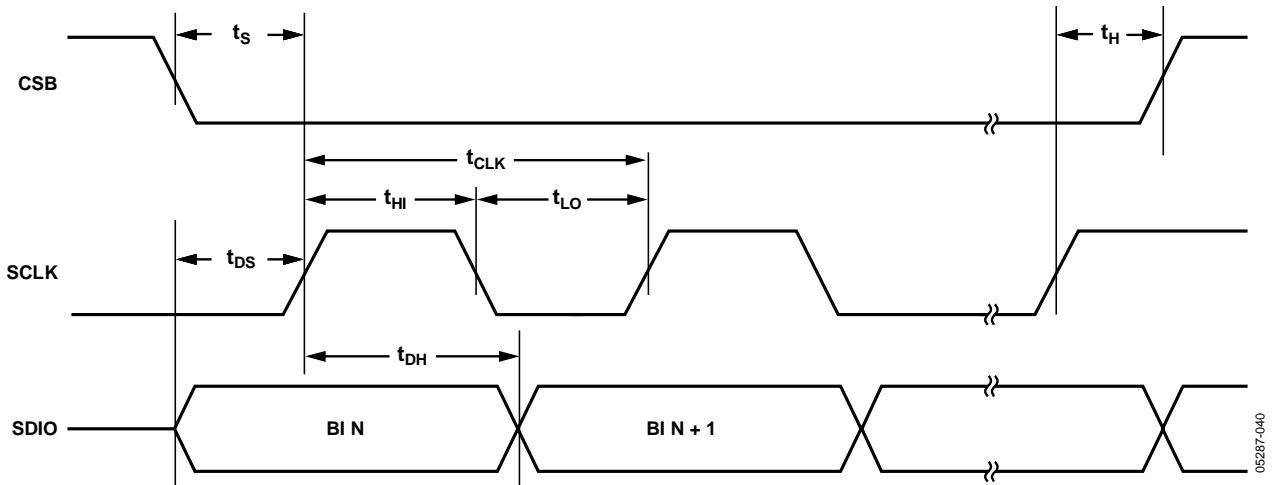 tS
tH
CSB
tCLK
tHI
tLO
tDS
SCLK
tDH
SDIO
BI N
BI N + 1
05287-040